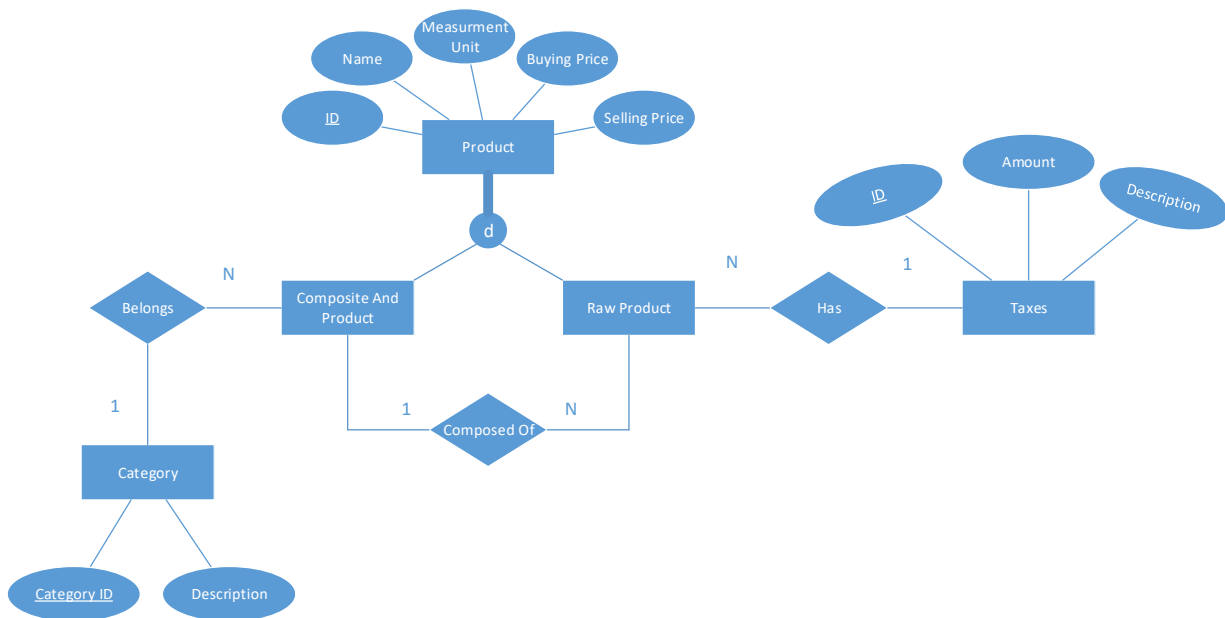 Measurment
Unit
Name
Buying Price
ID
Selling Price
Product
Amount
ID
Description
d
N
N
1
Belongs
Composite And
Product
Raw Product
Has
Taxes
1
1
N
Composed Of
Category
Category ID
Description